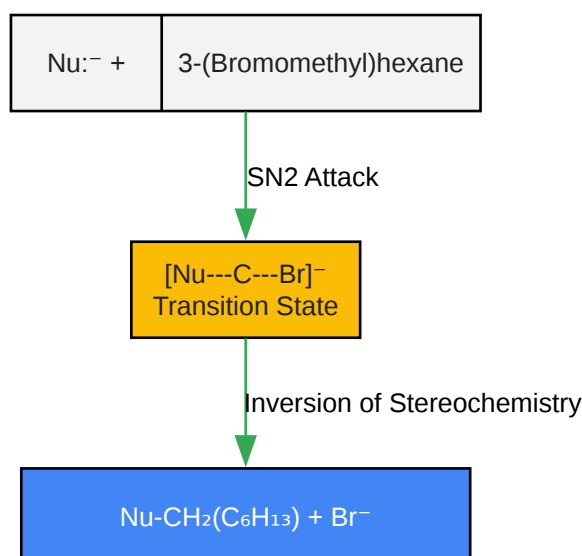 Nu:⁻ +
3-(Bromomethyl)hexane
SN2 Attack
[Nu---C---Br]⁻
Transition State
Inversion of Stereochemistry
Nu-CH₂(C₆H₁₃) + Br⁻